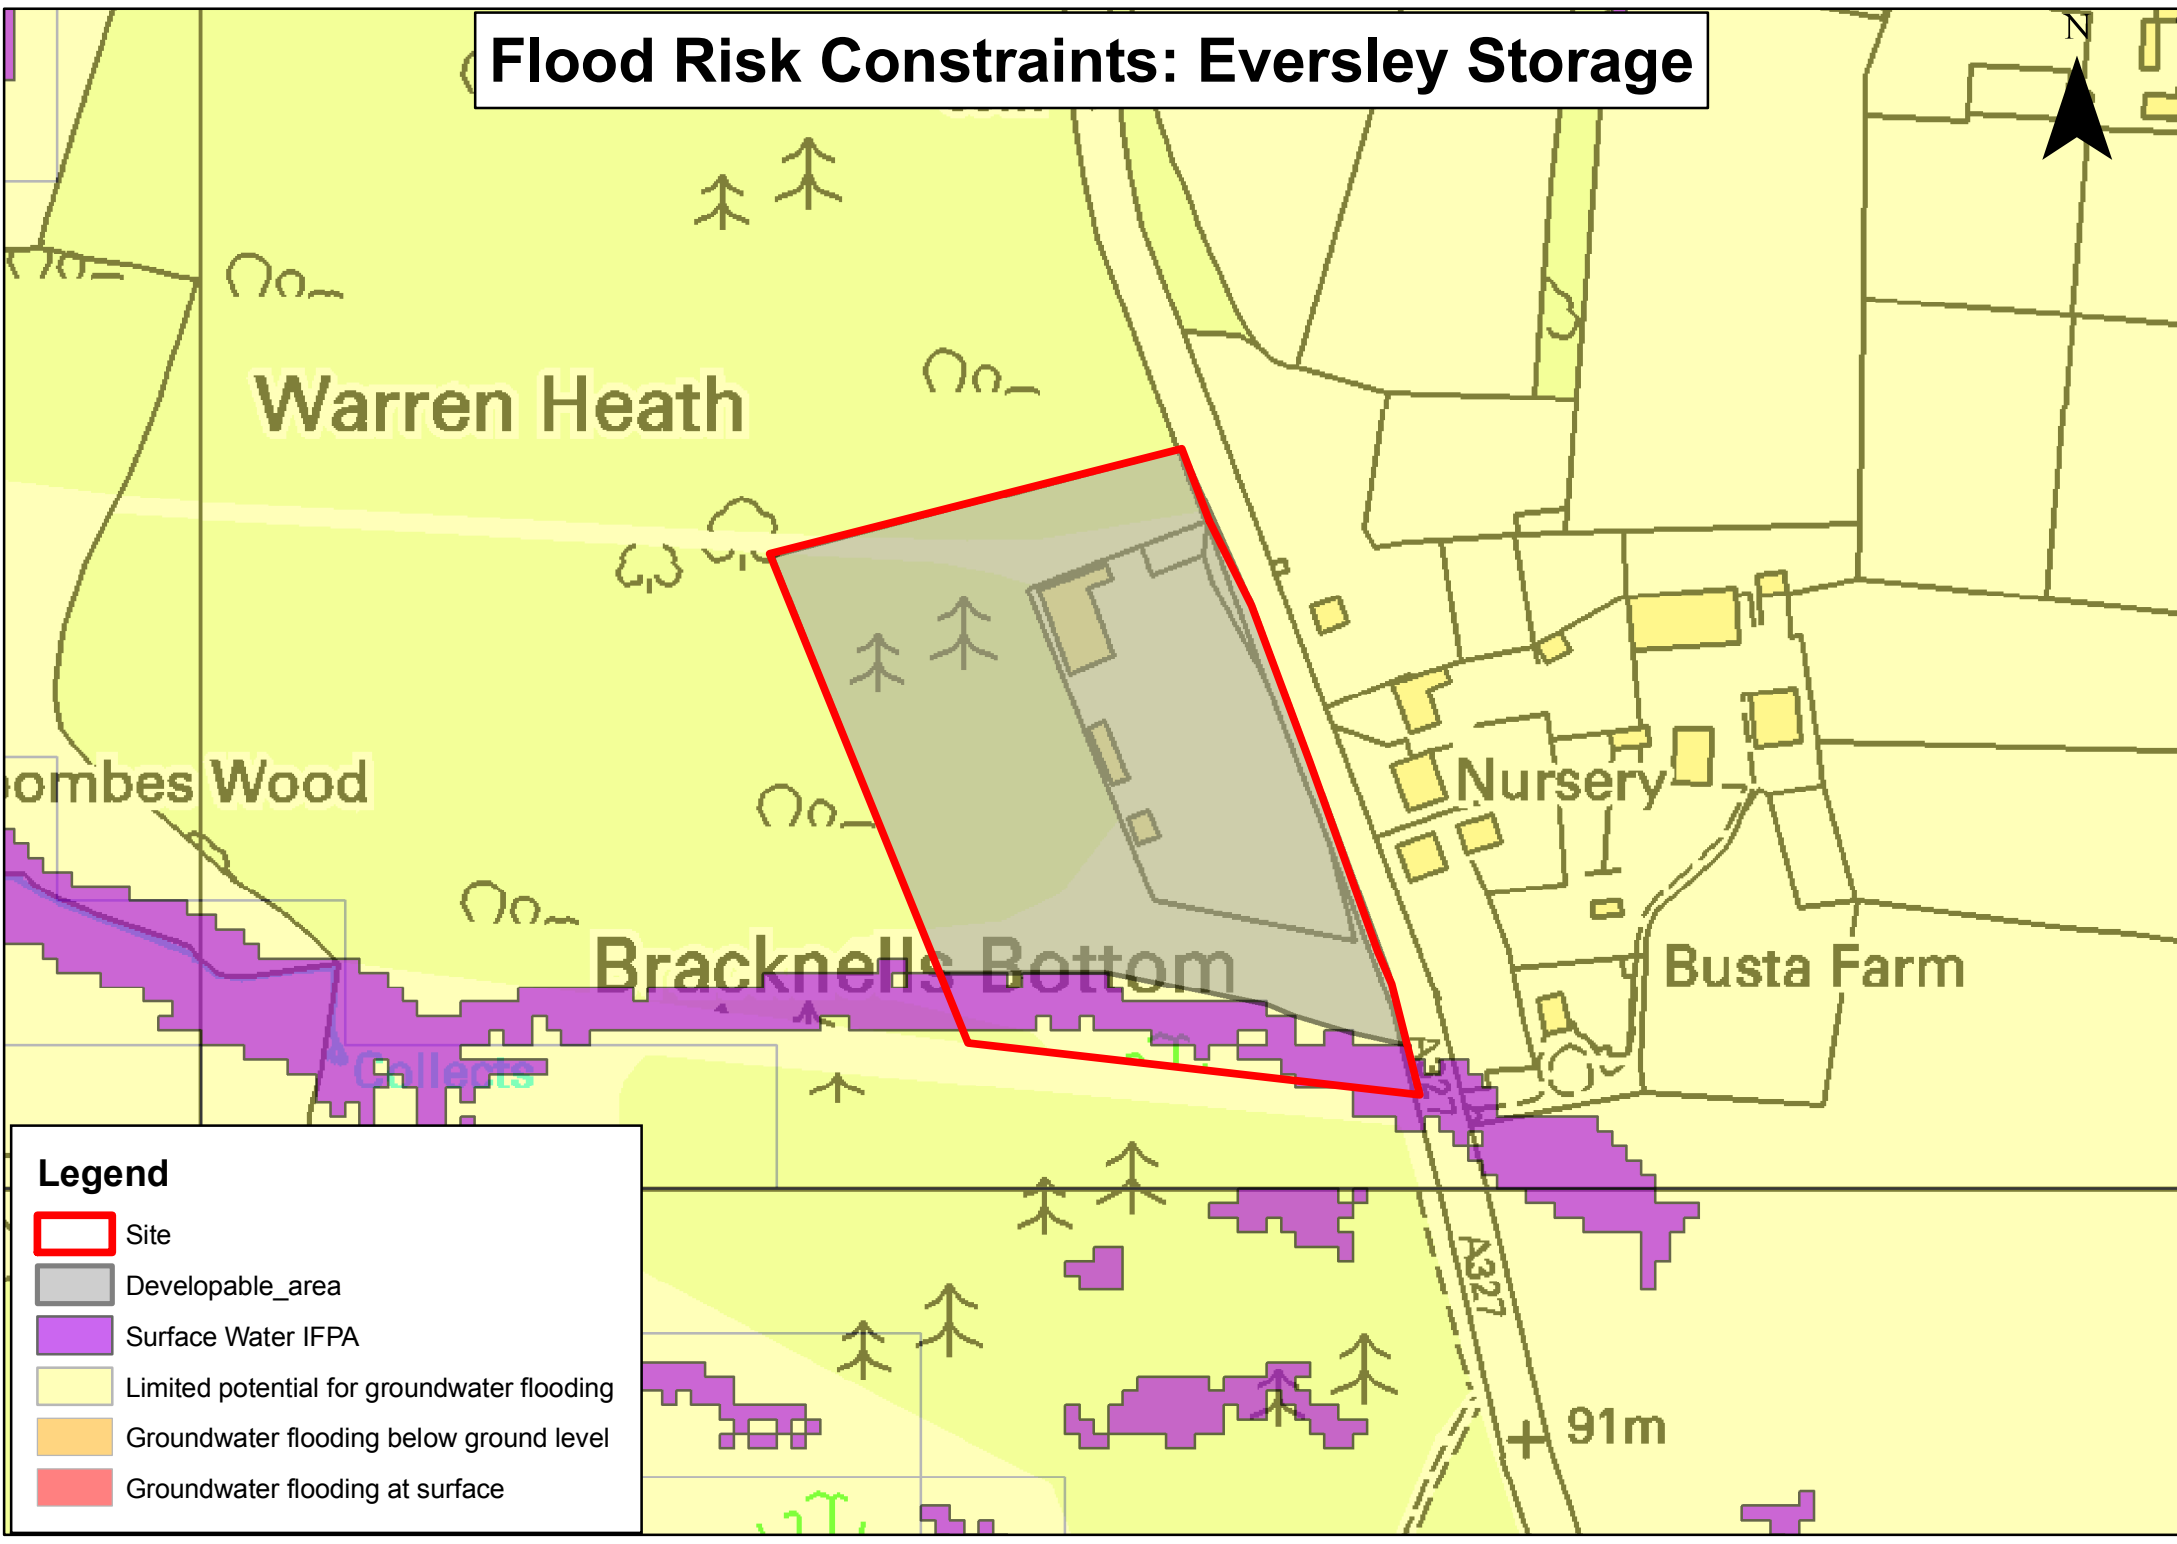 Flood Risk Constraints: Eversley Storage
N
Warren Heath
ombes Wood
Nursery
Bracknells Bottom
Busta Farm
A327
Collects
A327
91m
Legend
Site
Developable_area
Surface Water IFPA
Limited potential for groundwater flooding
Groundwater flooding below ground level
Groundwater flooding at surface